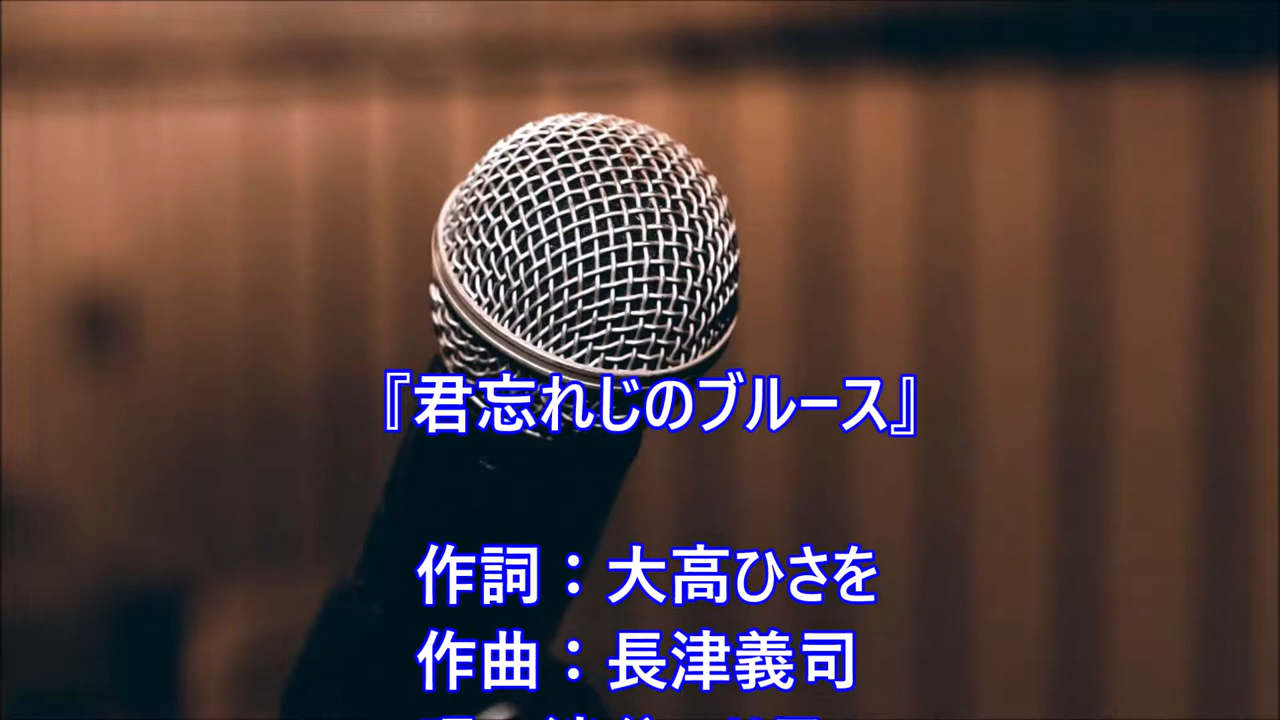 『君忘れじのブルース』
作詞：大高ひさを
作曲：長津義司